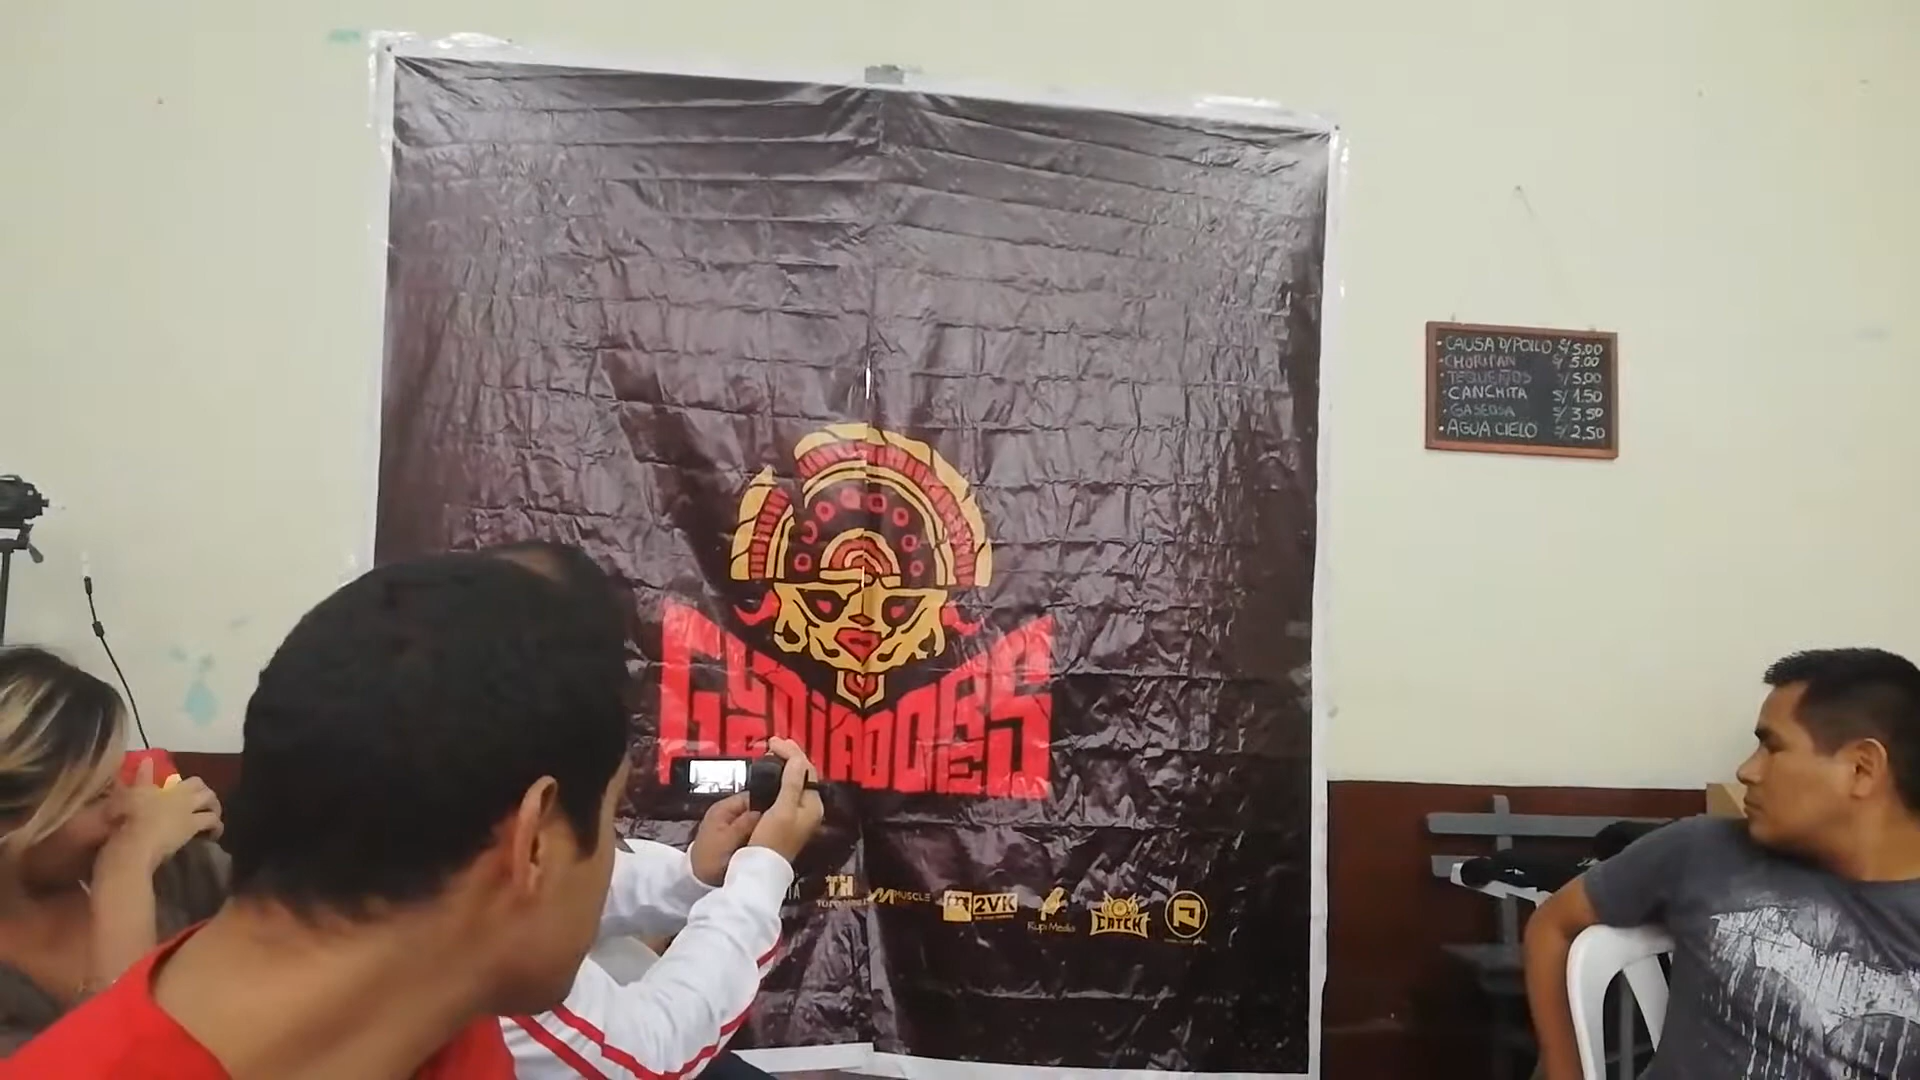 GLADIADORES
TH
MUSCLE
2VK
Kupi Media
CATCH
• CAUSA D/POLLO S/ 5.00
• CHORIPAN S/ 5.00
• TEQUEÑOS S/ 5.00
• CANCHITA S/ 1.50
• GASEOSA S/ 3.50
• AGUA CIELO S/ 2.50